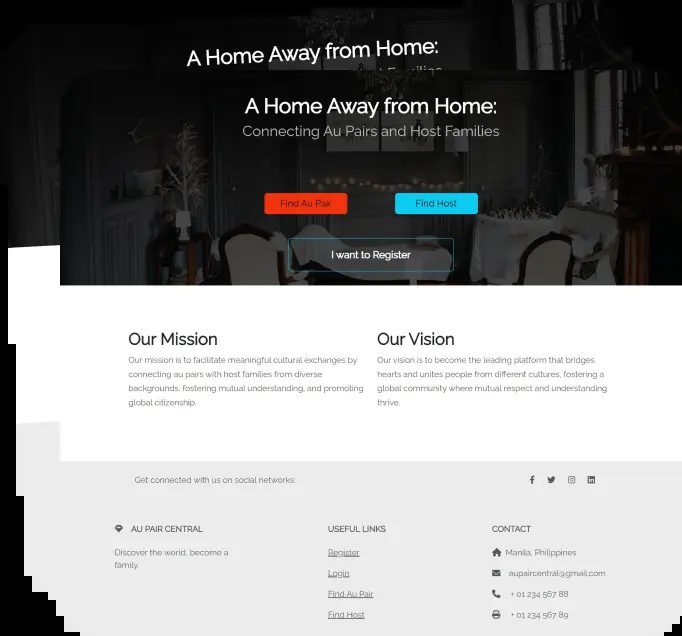 A Home Away from Home:
Families
A Home Away from Home:
Connecting Au Pairs and Host Families
Find Au Pair
Find Host
I want to Register
Our Mission
Our mission is to facilitate meaningful cultural exchanges by
connecting au pairs with host families from diverse
backgrounds, fostering mutual understanding, and promoting
global citizenship.
Our Vision
Our vision is to become the leading platform that bridges
hearts and unites people from different cultures, fostering a
global community where mutual respect and understanding
thrive.
Get connected with us on social networks:
AU PAIR CENTRAL
Discover the world, become a
family.
USEFUL LINKS
Register
Login
Find Au Pair
Find Host
CONTACT
Manila, Philippines
aupaircentral@gmail.com
+ 01 234 567 88
+ 01 234 567 89